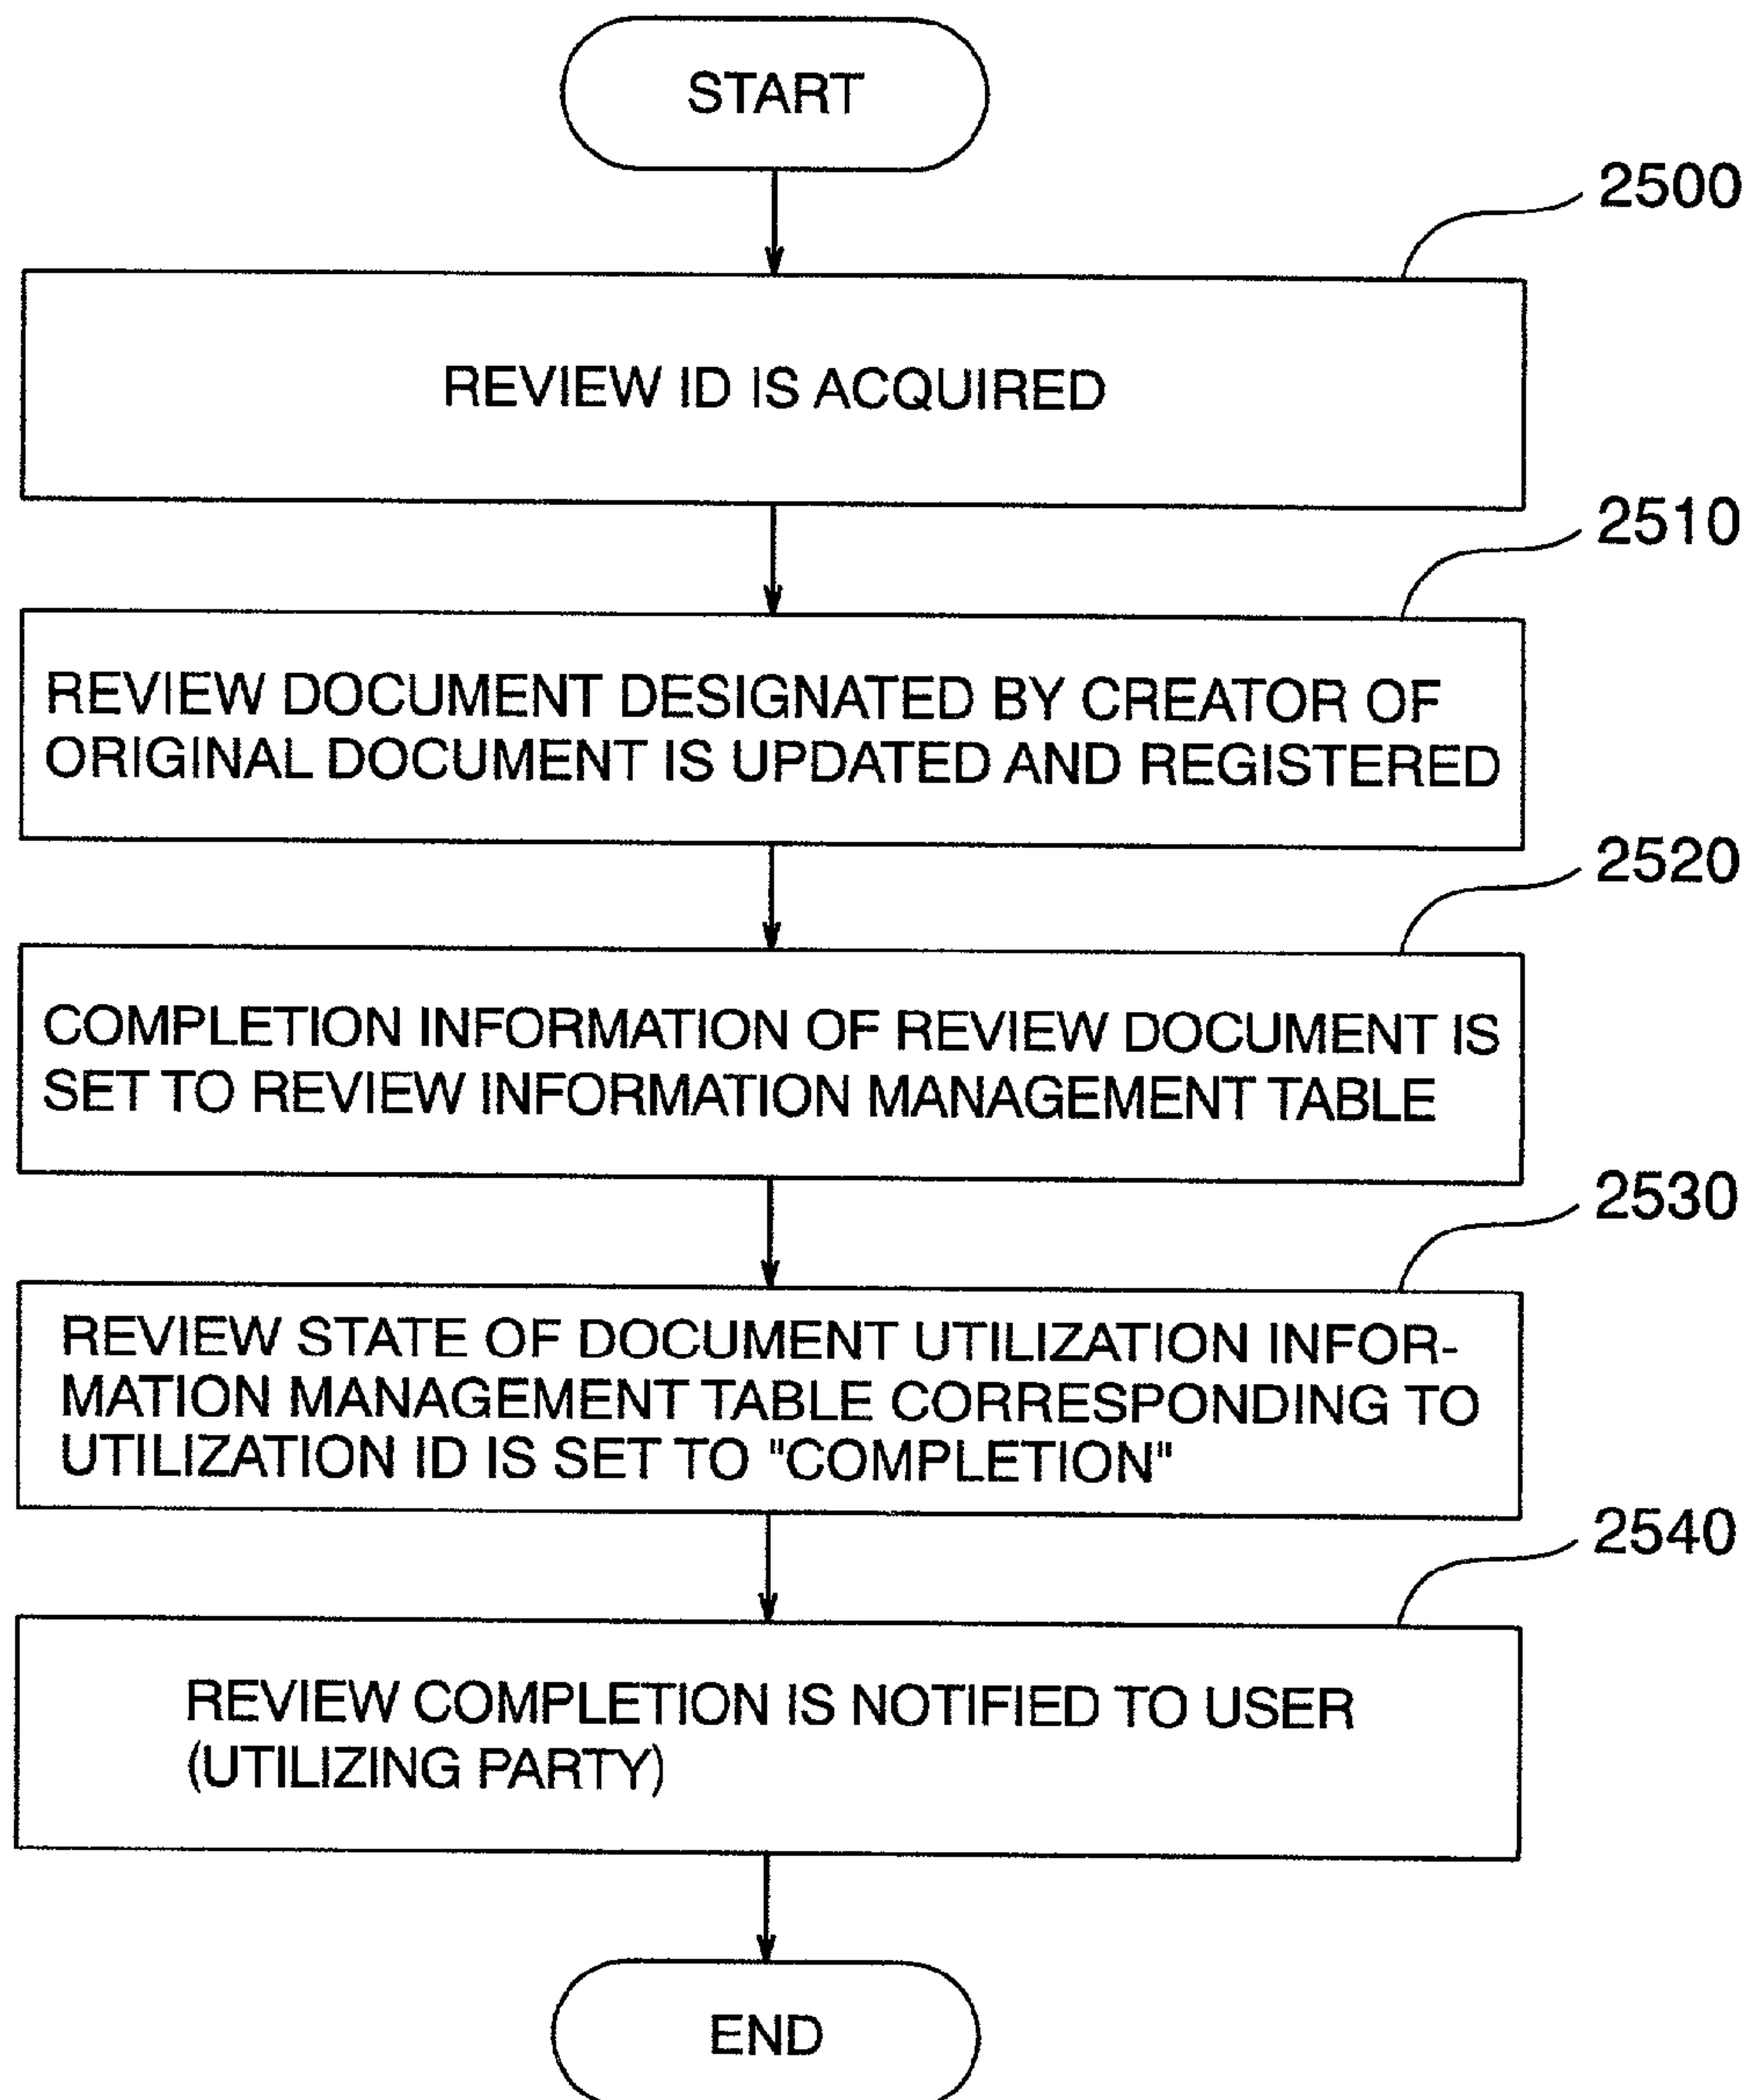 START
2500
REVIEW ID IS ACQUIRED
2510
REVIEW DOCUMENT DESIGNATED BY CREATOR OF
ORIGINAL DOCUMENT IS UPDATED AND REGISTERED
2520
COMPLETION INFORMATION OF REVIEW DOCUMENT IS
SET TO REVIEW INFORMATION MANAGEMENT TABLE
2530
REVIEW STATE OF DOCUMENT UTILIZATION INFOR-
MATION MANAGEMENT TABLE CORRESPONDING TO
UTILIZATION ID IS SET TO "COMPLETION"
2540
REVIEW COMPLETION IS NOTIFIED TO USER
(UTILIZING PARTY)
END